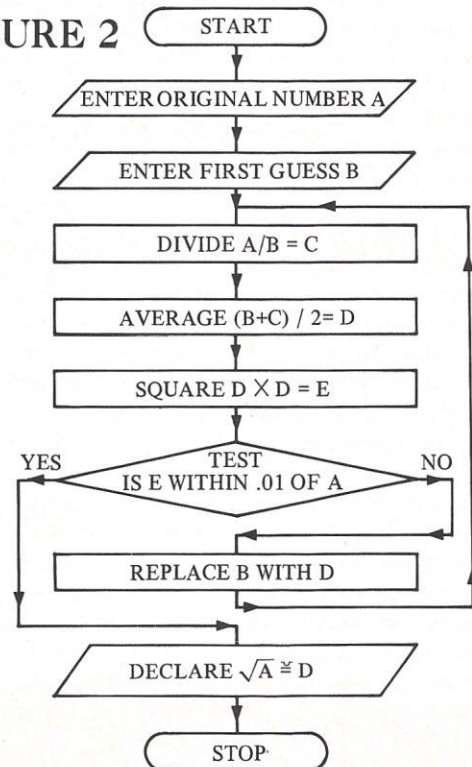 URE 2
START
ENTER ORIGINAL NUMBER A
ENTER FIRST GUESS B
DIVIDE A/B = C
AVERAGE (B+C) / 2= D
SQUARE D X D = E
YES
TEST
NO
IS E WITHIN .01 OF A
REPLACE B WITH D
DECLARE √A ≅ D
STOP